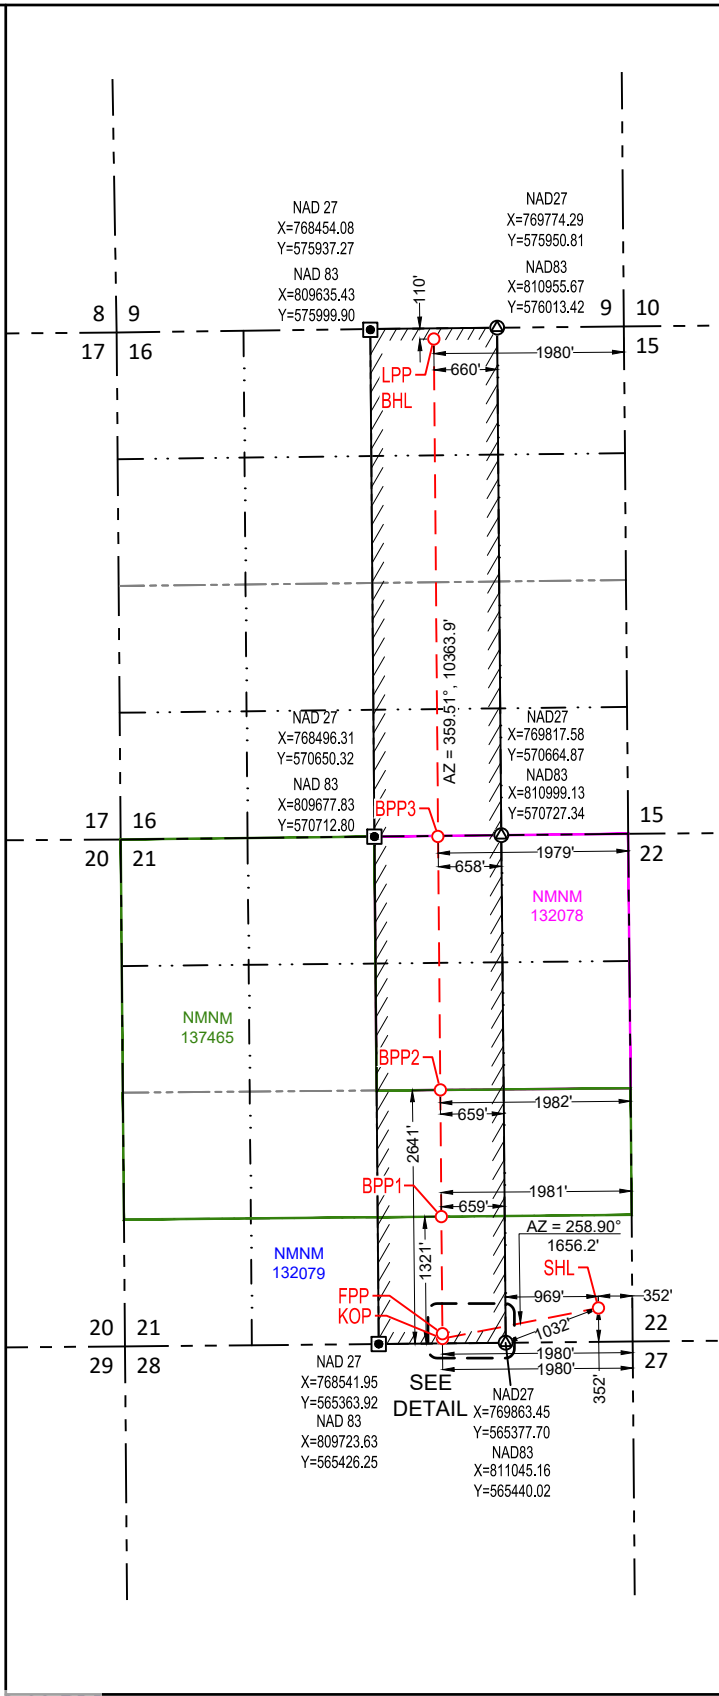 NAD 27
X=768454.08
Y=575937.27
NAD 83
X=809635.43
Y=575999.90
NAD27
X=769774.29
Y=575950.81
NAD83
X=810955.67
Y=576013.42
110'
8 9
17 16
9 10
15
1980'
660'
LPP
BHL
AZ = 359.51°, 10363.9'
NAD 27
X=768496.31
Y=570650.32
NAD 83
X=809677.83
Y=570712.80
NAD27
X=769817.58
Y=570664.87
NAD83
X=810999.13
Y=570727.34
BPP3
17 16
20 21
15
22
1979'
658'
NMNM
132078
NMNM
137465
BPP2
1982'
659'
2641'
BPP1
1981'
659'
1321'
AZ = 258.90°
1656.2'
NMNM
132079
SHL
FPP
KOP
969'
352'
1032'
20 21
29 28
22
27
1980'
1980'
352'
SEE
DETAIL
NAD 27
X=768541.95
Y=565363.92
NAD 83
X=809723.63
Y=565426.25
NAD27
X=769863.45
Y=565377.70
NAD83
X=811045.16
Y=565440.02